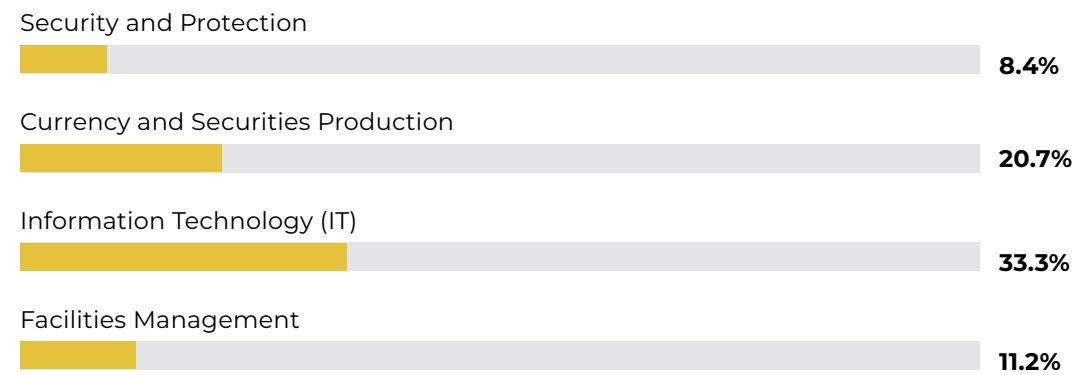 Security and Protection
8.4%
Currency and Securities Production
20.7%
Information Technology (IT)
33.3%
Facilities Management
11.2%